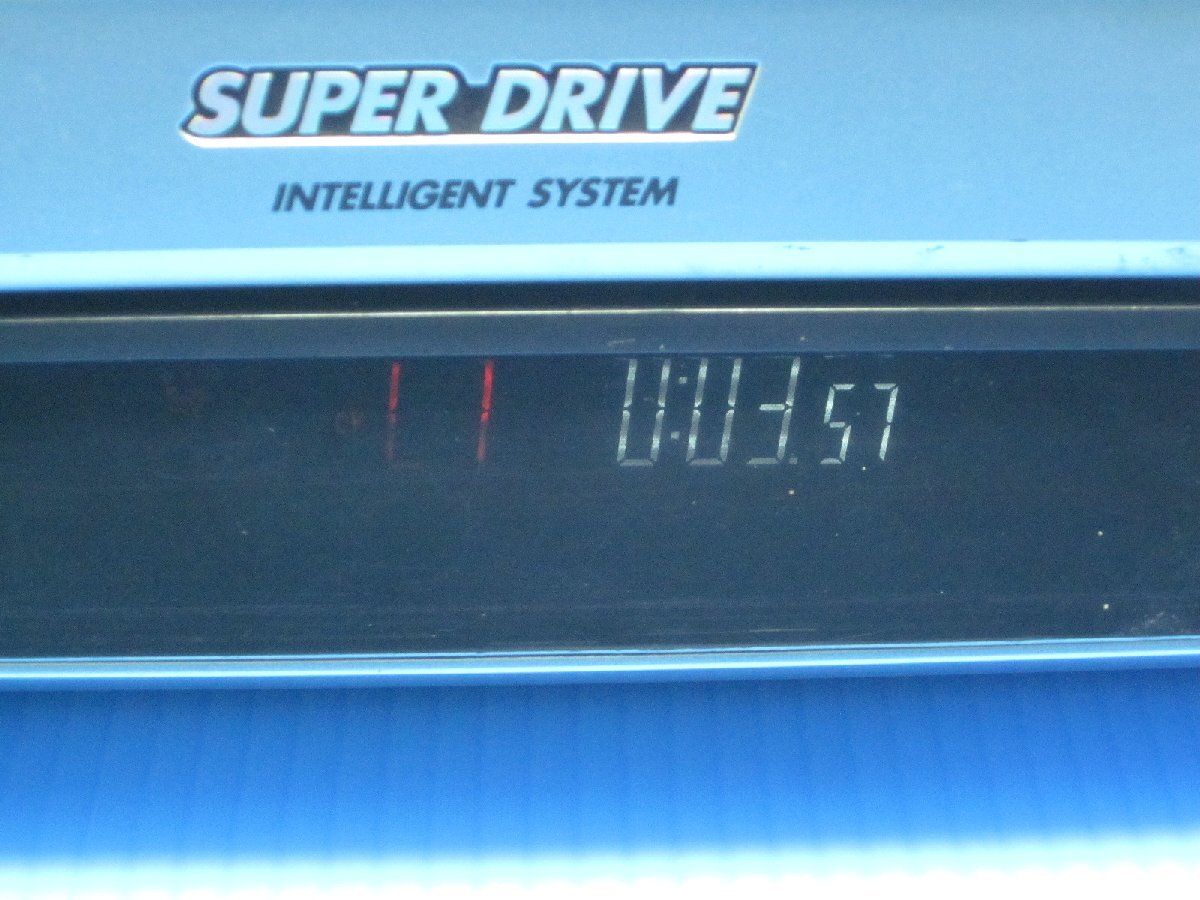 SUPER DRIVE
INTELLIGENT SYSTEM
L1 0:03.57